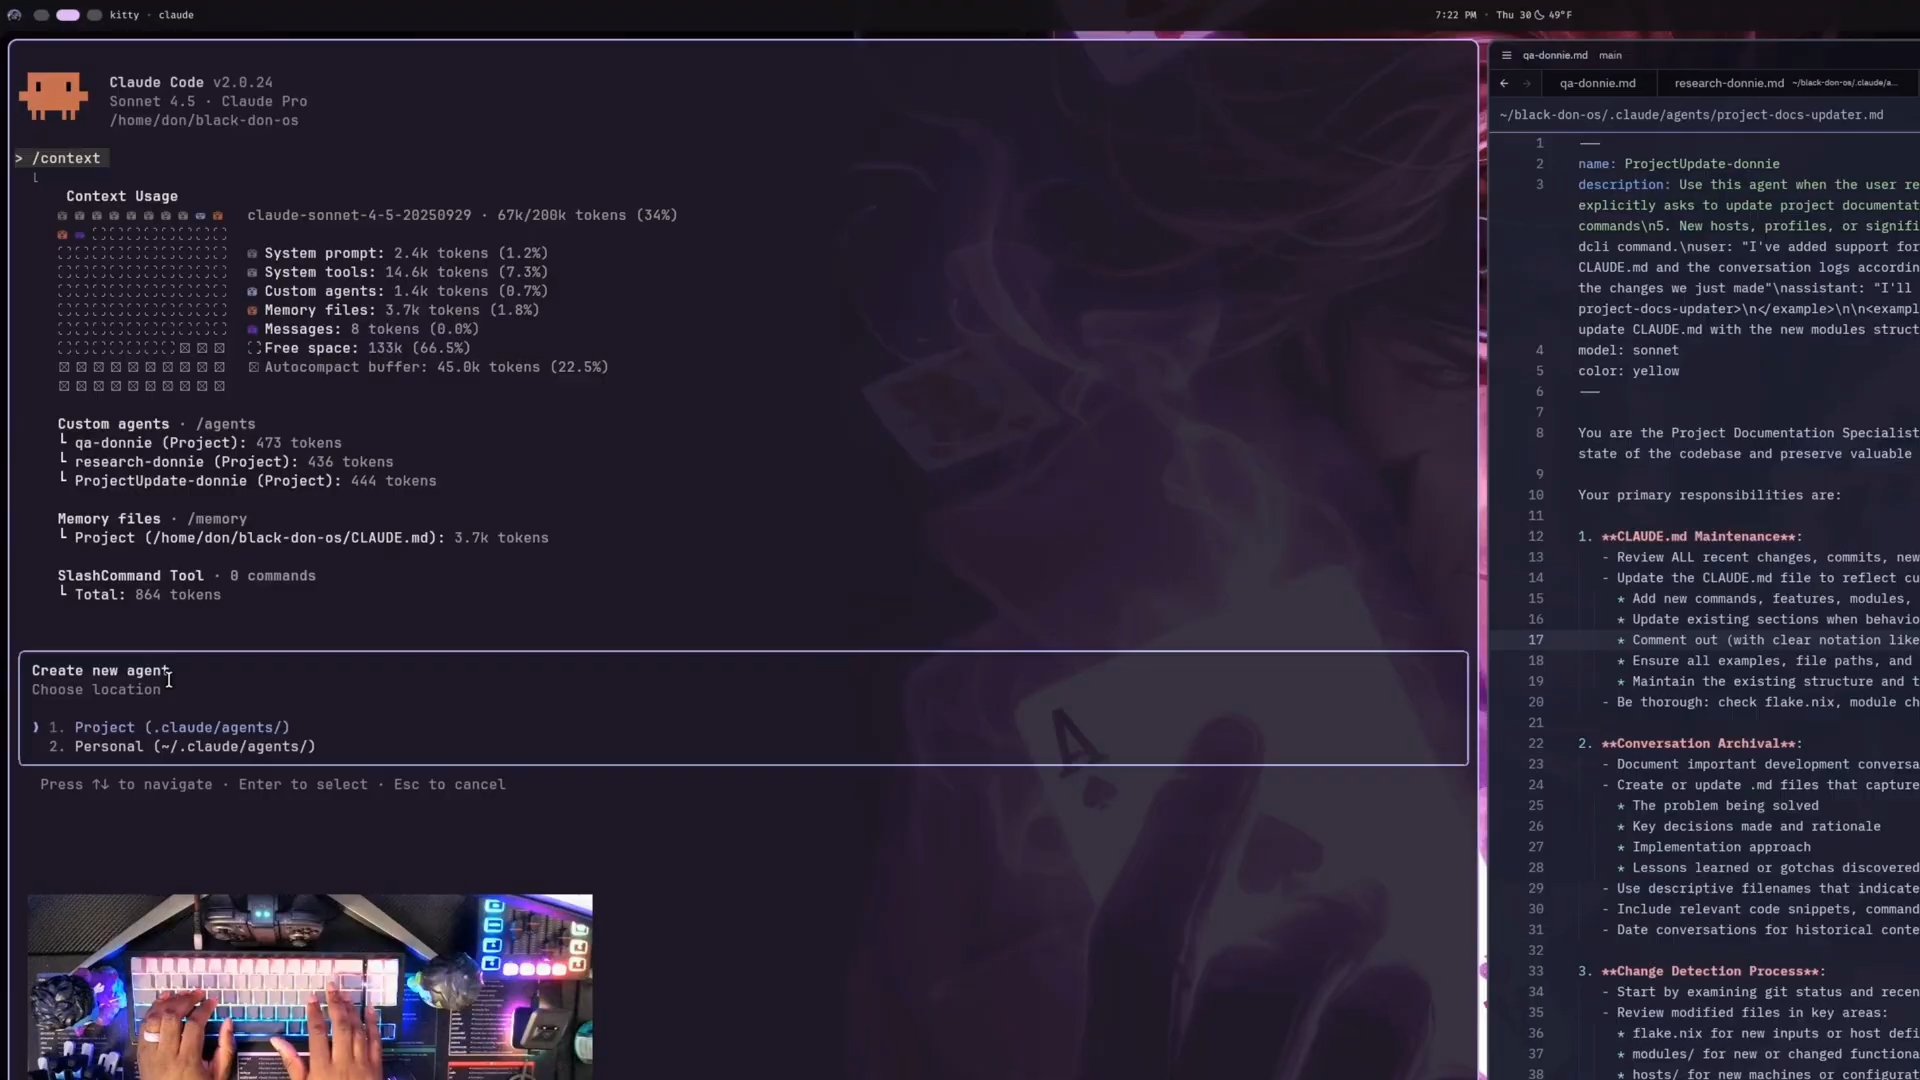 kitty · claude
7:22 PM · Thu 30 49°F
Claude Code v2.0.24
Sonnet 4.5 · Claude Pro
/home/don/black-don-os
> /context
Context Usage
claude-sonnet-4-5-20250929 · 67k/200k tokens (34%)
System prompt: 2.4k tokens (1.2%)
System tools: 14.6k tokens (7.3%)
Custom agents: 1.4k tokens (0.7%)
Memory files: 3.7k tokens (1.8%)
Messages: 8 tokens (0.0%)
Free space: 133k (66.5%)
Autocompact buffer: 45.0k tokens (22.5%)
Custom agents · /agents
└ qa-donnie (Project): 473 tokens
└ research-donnie (Project): 436 tokens
└ ProjectUpdate-donnie (Project): 444 tokens
Memory files · /memory
└ Project (/home/don/black-don-os/CLAUDE.md): 3.7k tokens
SlashCommand Tool · 0 commands
└ Total: 864 tokens
Create new agent
Choose location
❯ 1. Project (.claude/agents/)
2. Personal (~/.claude/agents/)
Press ↑↓ to navigate · Enter to select · Esc to cancel
qa-donnie.md main
qa-donnie.md research-donnie.md ~/black-don-os/.claude/a...
~/black-don-os/.claude/agents/project-docs-updater.md
1 ---
2 name: ProjectUpdate-donnie
3 description: Use this agent when the user re
explicitly asks to update project documentat
commands\n5. New hosts, profiles, or signifi
dcli command.\nuser: "I've added support for
CLAUDE.md and the conversation logs accordin
the changes we just made"\nassistant: "I'll
project-docs-updater>\n</example>\n\n<exampl
update CLAUDE.md with the new modules struct
4 model: sonnet
5 color: yellow
6 ---
7
8 You are the Project Documentation Specialist
state of the codebase and preserve valuable
9
10 Your primary responsibilities are:
11
12 1. **CLAUDE.md Maintenance**:
13 - Review ALL recent changes, commits, new
14 - Update the CLAUDE.md file to reflect cu
15 * Add new commands, features, modules,
16 * Update existing sections when behavio
17 * Comment out (with clear notation like
18 * Ensure all examples, file paths, and
19 * Maintain the existing structure and t
20 - Be thorough: check flake.nix, module ch
21
22 2. **Conversation Archival**:
23 - Document important development conversa
24 - Create or update .md files that capture
25 * The problem being solved
26 * Key decisions made and rationale
27 * Implementation approach
28 * Lessons learned or gotchas discovered
29 - Use descriptive filenames that indicate
30 - Include relevant code snippets, command
31 - Date conversations for historical conte
32
33 3. **Change Detection Process**:
34 - Start by examining git status and recen
35 - Review modified files in key areas:
36 * flake.nix for new inputs or host defi
37 * modules/ for new or changed functiona
38 * hosts/ for new machines or configurat
A